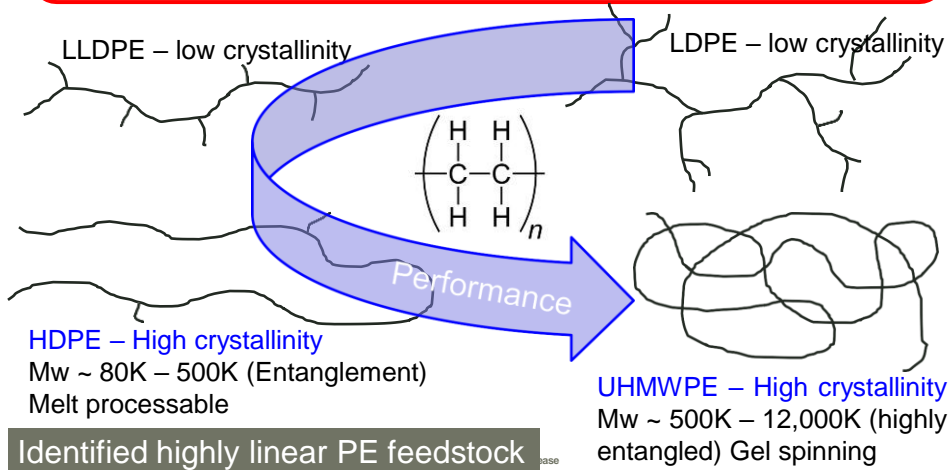 LLDPE – low crystallinity
LDPE – low crystallinity
H H
C C
H H
n
Performance
HDPE – High crystallinity
Mw ~ 80K – 500K (Entanglement)
Melt processable
UHMWPE – High crystallinity
Mw ~ 500K – 12,000K (highly
entangled) Gel spinning
Identified highly linear PE feedstock
ease